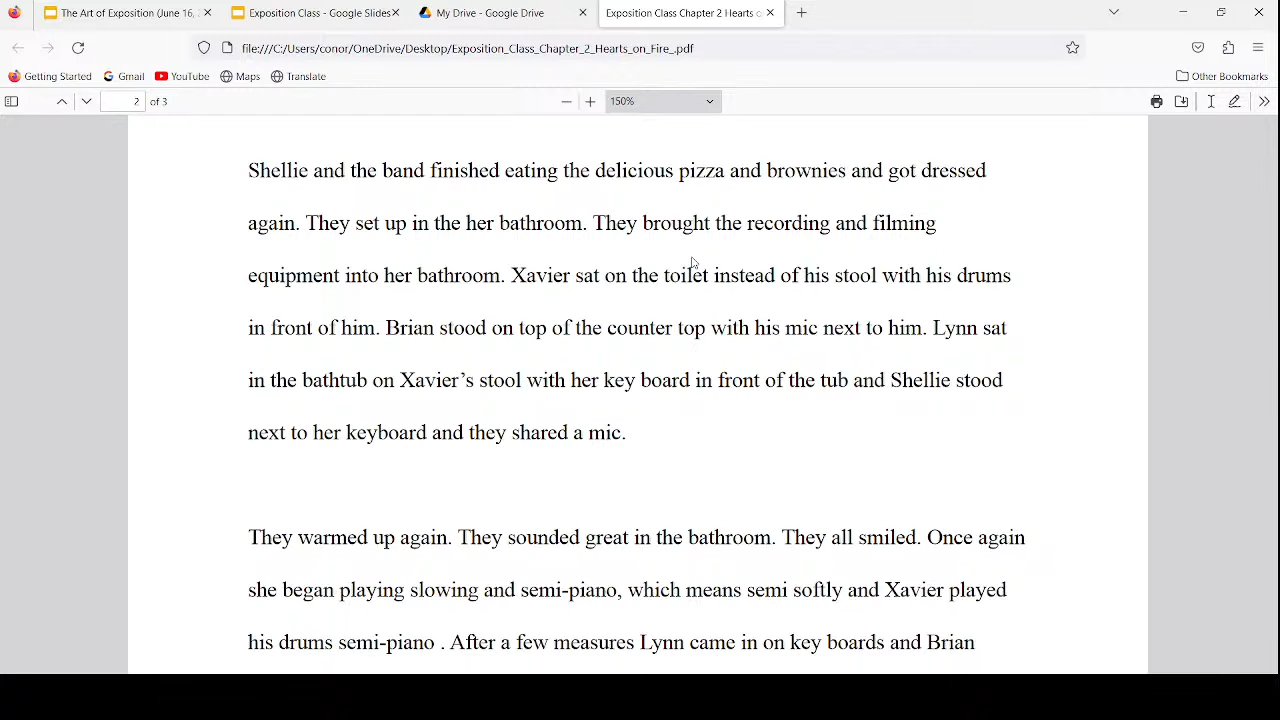 The Art of Exposition (June 16, 2
Exposition Class - Google Slides
My Drive - Google Drive
Exposition Class Chapter 2 Hearts o
file:///C:/Users/conor/OneDrive/Desktop/Exposition_Class_Chapter_2_Hearts_on_Fire_.pdf
Getting Started
Gmail
YouTube
Maps
Translate
Other Bookmarks
2 of 3
150%
Shellie and the band finished eating the delicious pizza and brownies and got dressed
again. They set up in the her bathroom. They brought the recording and filming
equipment into her bathroom. Xavier sat on the toilet instead of his stool with his drums
in front of him. Brian stood on top of the counter top with his mic next to him. Lynn sat
in the bathtub on Xavier’s stool with her key board in front of the tub and Shellie stood
next to her keyboard and they shared a mic.
They warmed up again. They sounded great in the bathroom. They all smiled. Once again
she began playing slowing and semi-piano, which means semi softly and Xavier played
his drums semi-piano . After a few measures Lynn came in on key boards and Brian